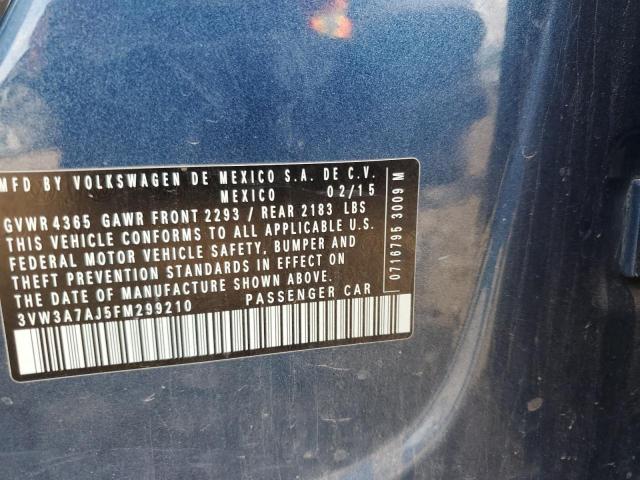 MFD BY VOLKSWAGEN DE MEXICO S.A. DE C.V.
MEXICO 02/15
GVWR 4365 GAWR FRONT 2293 / REAR 2183 LBS
THIS VEHICLE CONFORMS TO ALL APPLICABLE U.S.
FEDERAL MOTOR VEHICLE SAFETY, BUMPER AND
THEFT PREVENTION STANDARDS IN EFFECT ON
THE DATE OF MANUFACTURE SHOWN ABOVE.
3VW3A7AJ5FM299210 PASSENGER CAR
0716795 3009 M